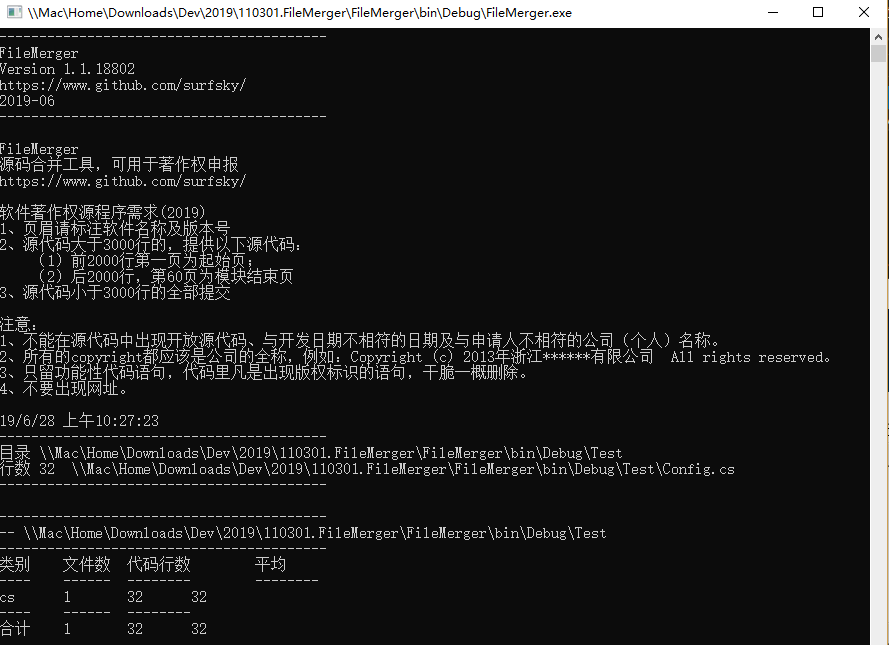 \\Mac\Home\Downloads\Dev\2019\110301.FileMerger\FileMerger\bin\Debug\FileMerger.exe
-----------------------------------------
FileMerger
Version 1.1.18802
https://www.github.com/surfsky/
2019-06
-----------------------------------------
FileMerger
源码合并工具，可用于著作权申报
https://www.github.com/surfsky/
软件著作权源程序需求(2019)
1、页眉请标注软件名称及版本号
2、源代码大于3000行的，提供以下源代码：
（1）前2000行第一页为起始页；
（2）后2000行，第60页为模块结束页
3、源代码小于3000行的全部提交
注意：
1、不能在源代码中出现开放源代码、与开发日期不相符的日期及与申请人不相符的公司（个人）名称。
2、所有的copyright都应该是公司的全称，例如：Copyright (c) 2013年浙江******有限公司  All rights reserved。
3、只留功能性代码语句，代码里凡是出现版权标识的语句，干脆一概删除。
4、不要出现网址。
19/6/28 上午10:27:23
-----------------------------------------
目录 \\Mac\Home\Downloads\Dev\2019\110301.FileMerger\FileMerger\bin\Debug\Test
行数 32  \\Mac\Home\Downloads\Dev\2019\110301.FileMerger\FileMerger\bin\Debug\Test\Config.cs
-----------------------------------------
-----------------------------------------
-- \\Mac\Home\Downloads\Dev\2019\110301.FileMerger\FileMerger\bin\Debug\Test
-----------------------------------------
类别    文件数  代码行数        平均
----    ------  --------        --------
cs      1       32      32
----    ------  --------
合计    1       32      32